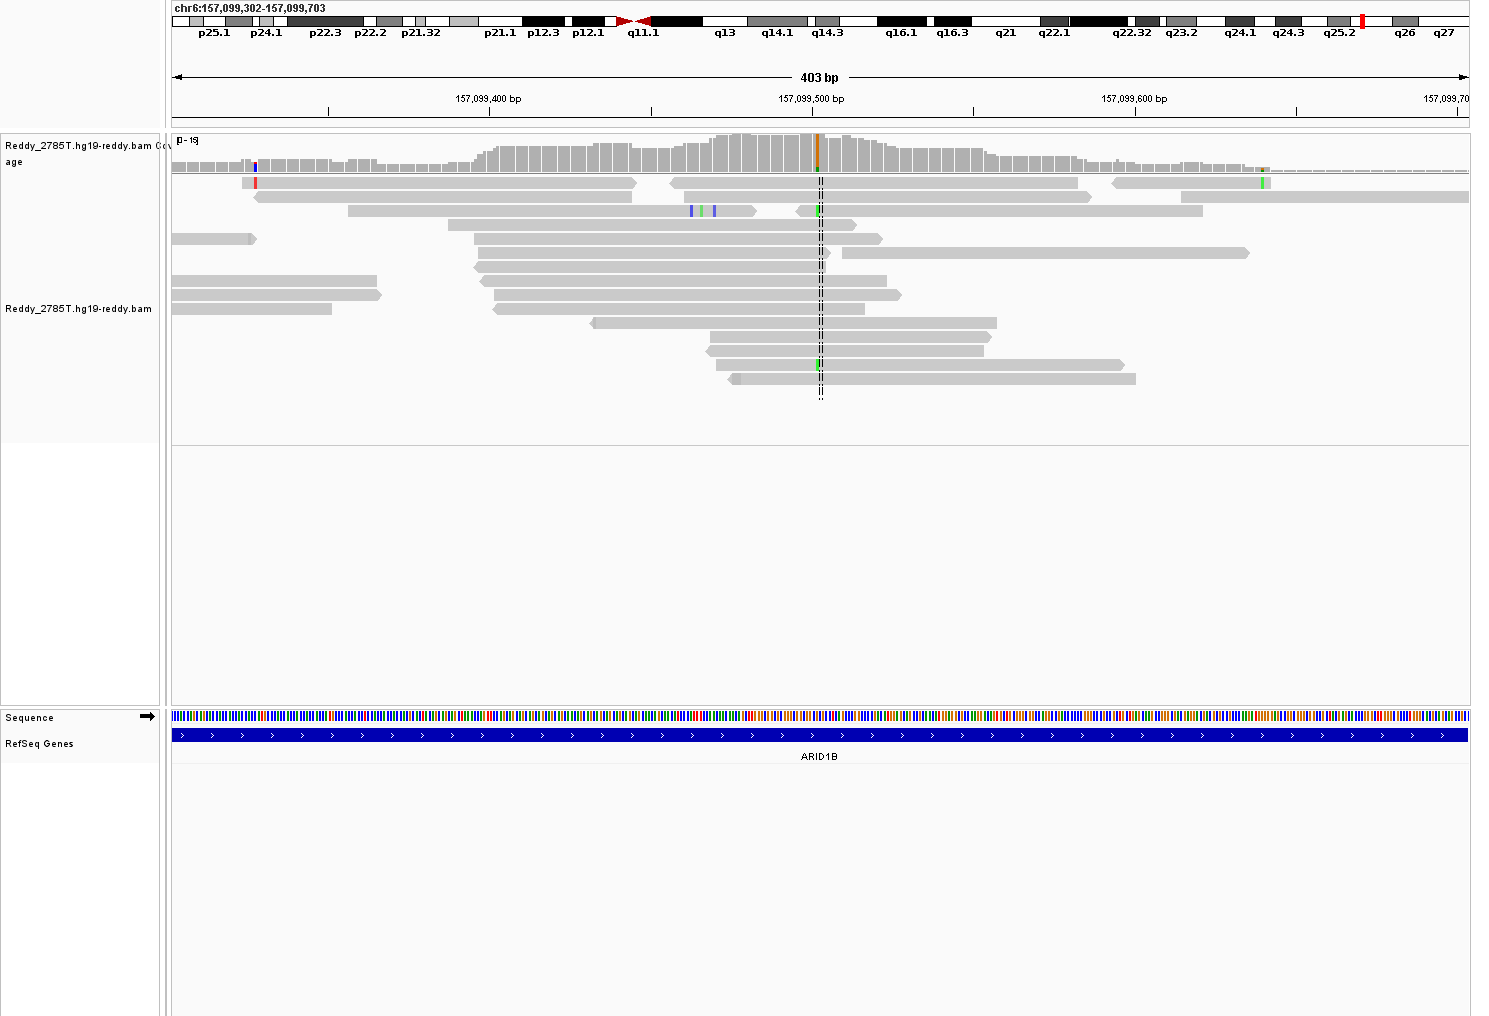 chr6:157,099,302-157,099,703
p25.1 p24.1 p22.3 p22.2 p21.32 p21.1 p12.3 p12.1 q11.1 q13 q14.1 q14.3 q16.1 q16.3 q21 q22.1 q22.32 q23.2 q24.1 q24.3 q25.2 q26 q27
403 bp
157,099,400 bp 157,099,500 bp 157,099,600 bp 157,099,70
Reddy_2785T.hg19-reddy.bam Cov
age
[0 - 19]
Reddy_2785T.hg19-reddy.bam
Sequence
RefSeq Genes
ARID1B